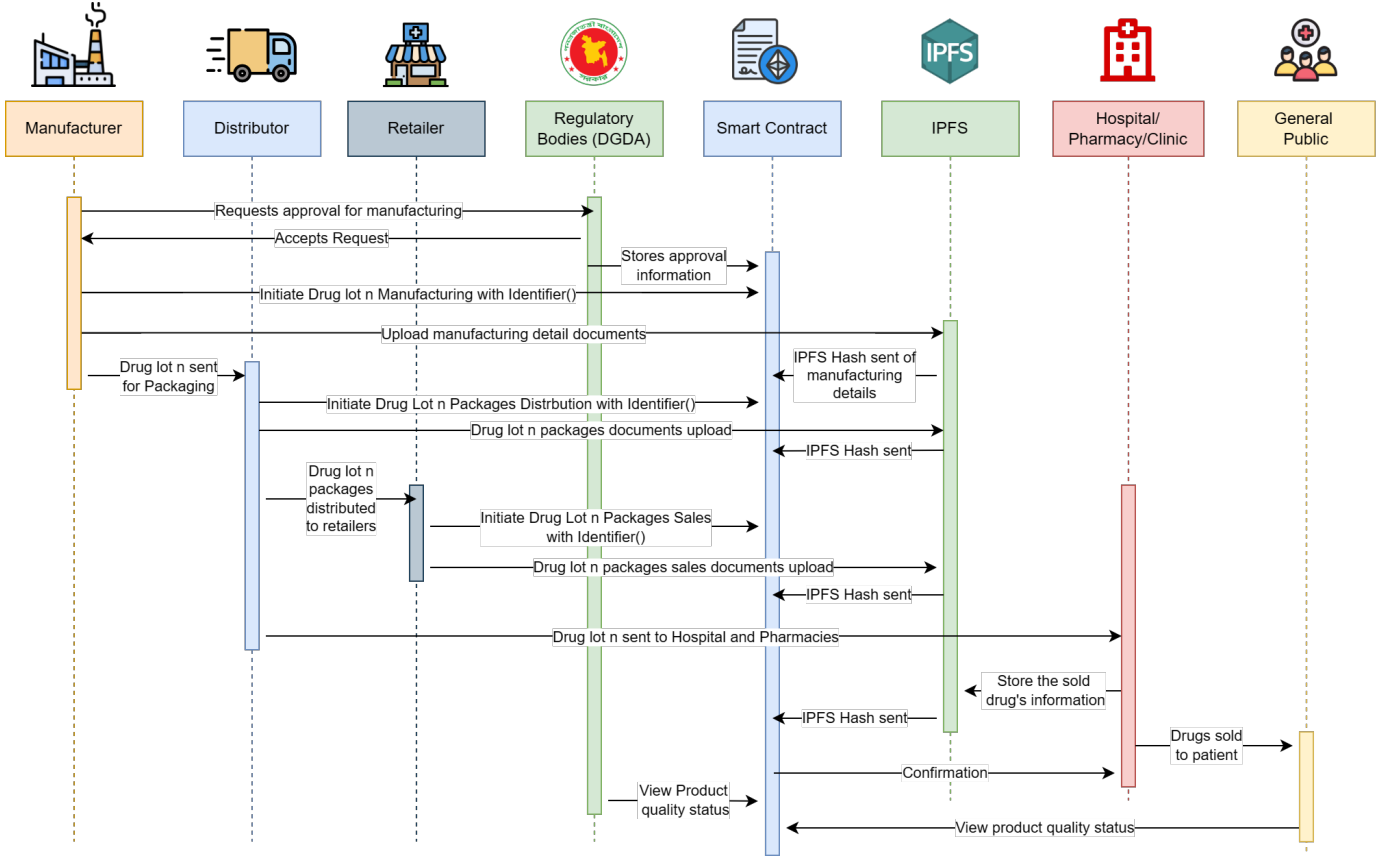 IPFS
Manufacturer
Distributor
Retailer
Regulatory
Bodies (DGDA)
Smart Contract
IPFS
Hospital/
Pharmacy/Clinic
General
Public
Requests approval for manufacturing
Accepts Request
Stores approval
information
Initiate Drug lot n Manufacturing with Identifier()
Upload manufacturing detail documents
Drug lot n sent
for Packaging
IPFS Hash sent of
manufacturing
details
Initiate Drug Lot n Packages Distrbution with Identifier()
Drug lot n packages documents upload
IPFS Hash sent
Drug lot n
packages
distributed
to retailers
Initiate Drug Lot n Packages Sales
with Identifier()
Drug lot n packages sales documents upload
IPFS Hash sent
Drug lot n sent to Hospital and Pharmacies
Store the sold
drug's information
IPFS Hash sent
Drugs sold
to patient
Confirmation
View Product
quality status
View product quality status